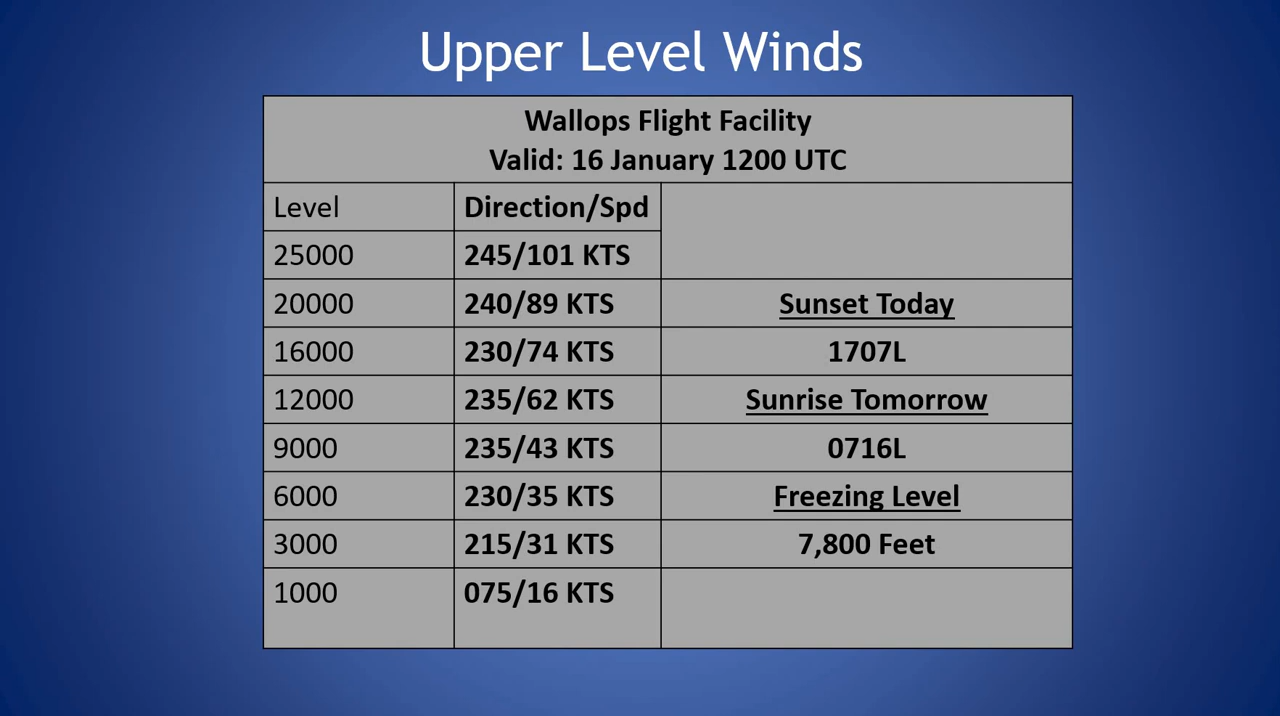 Upper Level Winds
Wallops Flight Facility
Valid: 16 January 1200 UTC
Level Direction/Spd
25000 245/101 KTS
20000 240/89 KTS Sunset Today
16000 230/74 KTS 1707L
12000 235/62 KTS Sunrise Tomorrow
9000 235/43 KTS 0716L
6000 230/35 KTS Freezing Level
3000 215/31 KTS 7,800 Feet
1000 075/16 KTS